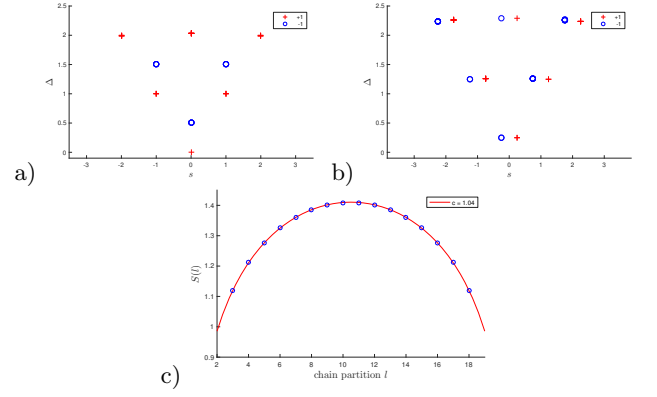 2.5
2
1.5
1
0.5
0
Δ
-3 -2 -1 0 1 2 3
s
+1
-1
a)
2.5
2
1.5
1
0.5
0
Δ
-3 -2 -1 0 1 2 3
s
+1
-1
b)
1.4
1.3
1.2
1.1
1
0.9
S(l)
2 4 6 8 10 12 14 16 18
chain partition l
c = 1.04
c)